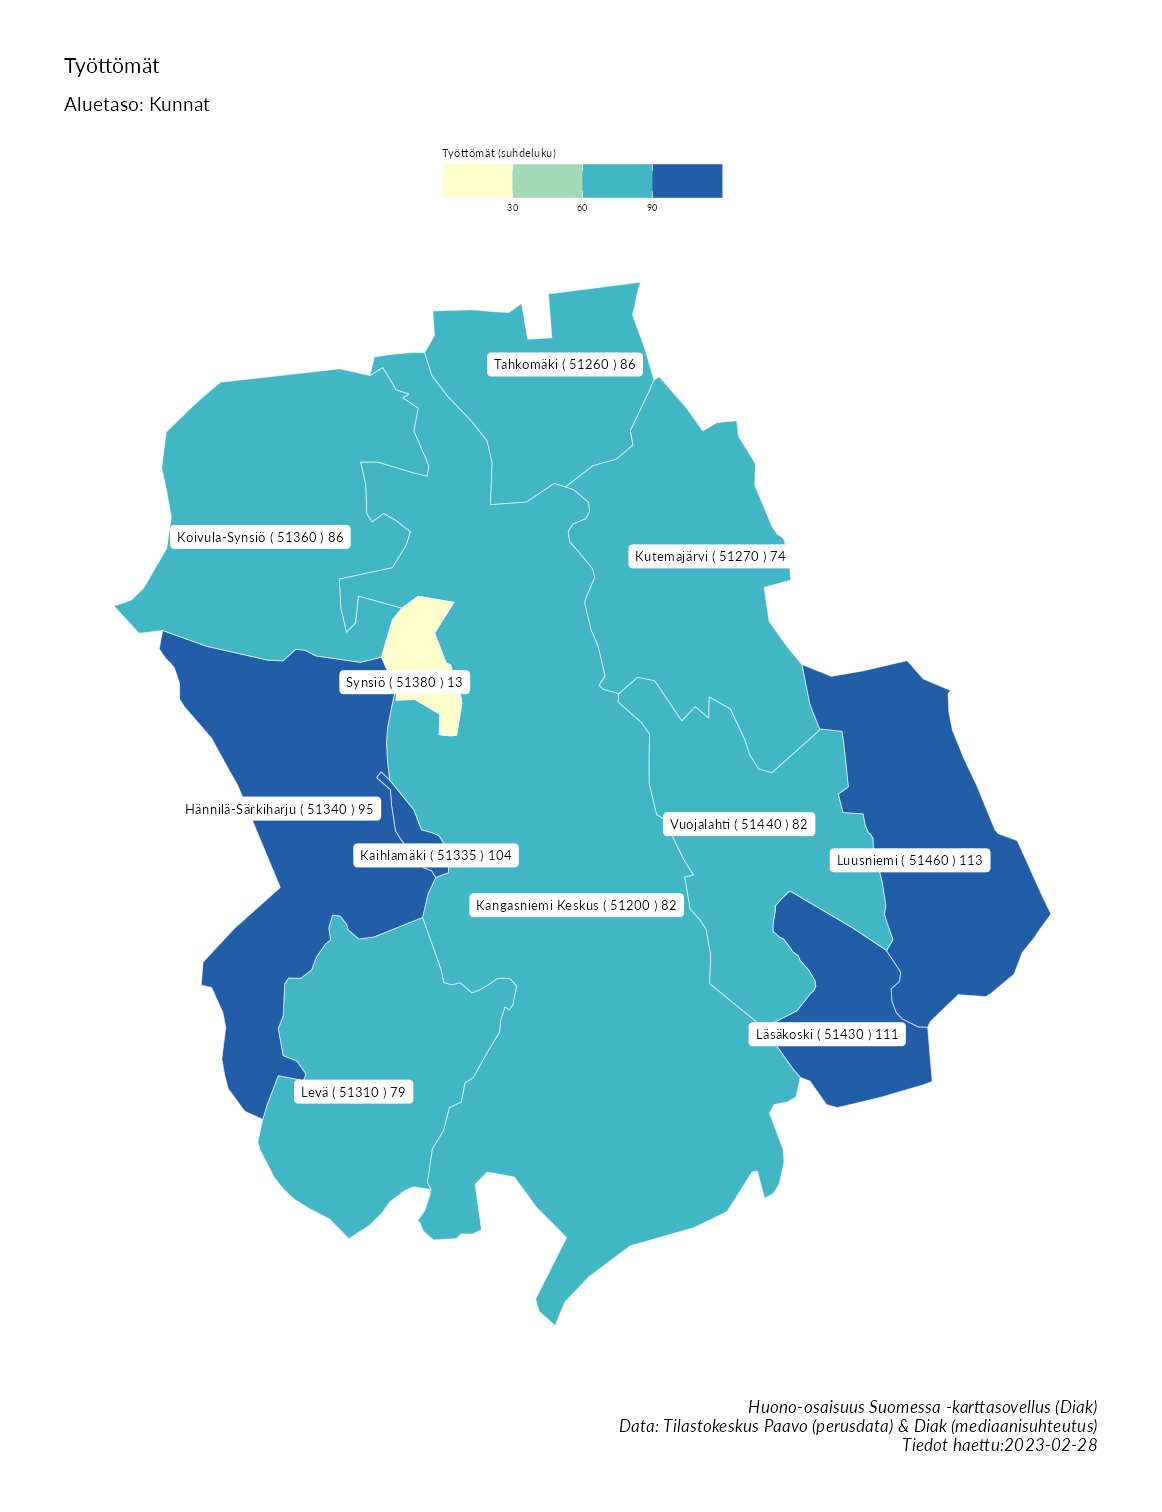 Työttömät
Aluetaso: Kunnat
Työttömät (suhdeluku)
30 60 90
Tahkomäki ( 51260 ) 86
Koivula-Synsiö ( 51360 ) 86
Kutemajärvi ( 51270 ) 74
Synsiö ( 51380 ) 13
Hännilä-Särkiharju ( 51340 ) 95
Vuojalahti ( 51440 ) 82
Kaihlamäki ( 51335 ) 104
Luusniemi ( 51460 ) 113
Kangasniemi Keskus ( 51200 ) 82
Läsäkoski ( 51430 ) 111
Levä ( 51310 ) 79
Huono-osaisuus Suomessa -karttasovellus (Diak)
Data: Tilastokeskus Paavo (perusdata) & Diak (mediaanisuhteutus)
Tiedot haettu:2023-02-28